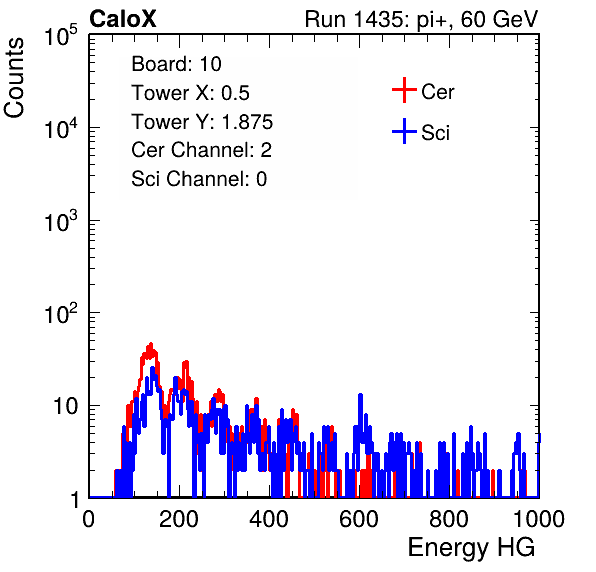 CaloX
Run 1435: pi+, 60 GeV
Counts
Board: 10
Tower X: 0.5
Tower Y: 1.875
Cer Channel: 2
Sci Channel: 0
Cer
Sci
10^5
10^4
10^3
10^2
10
1
0 200 400 600 800 1000
Energy HG